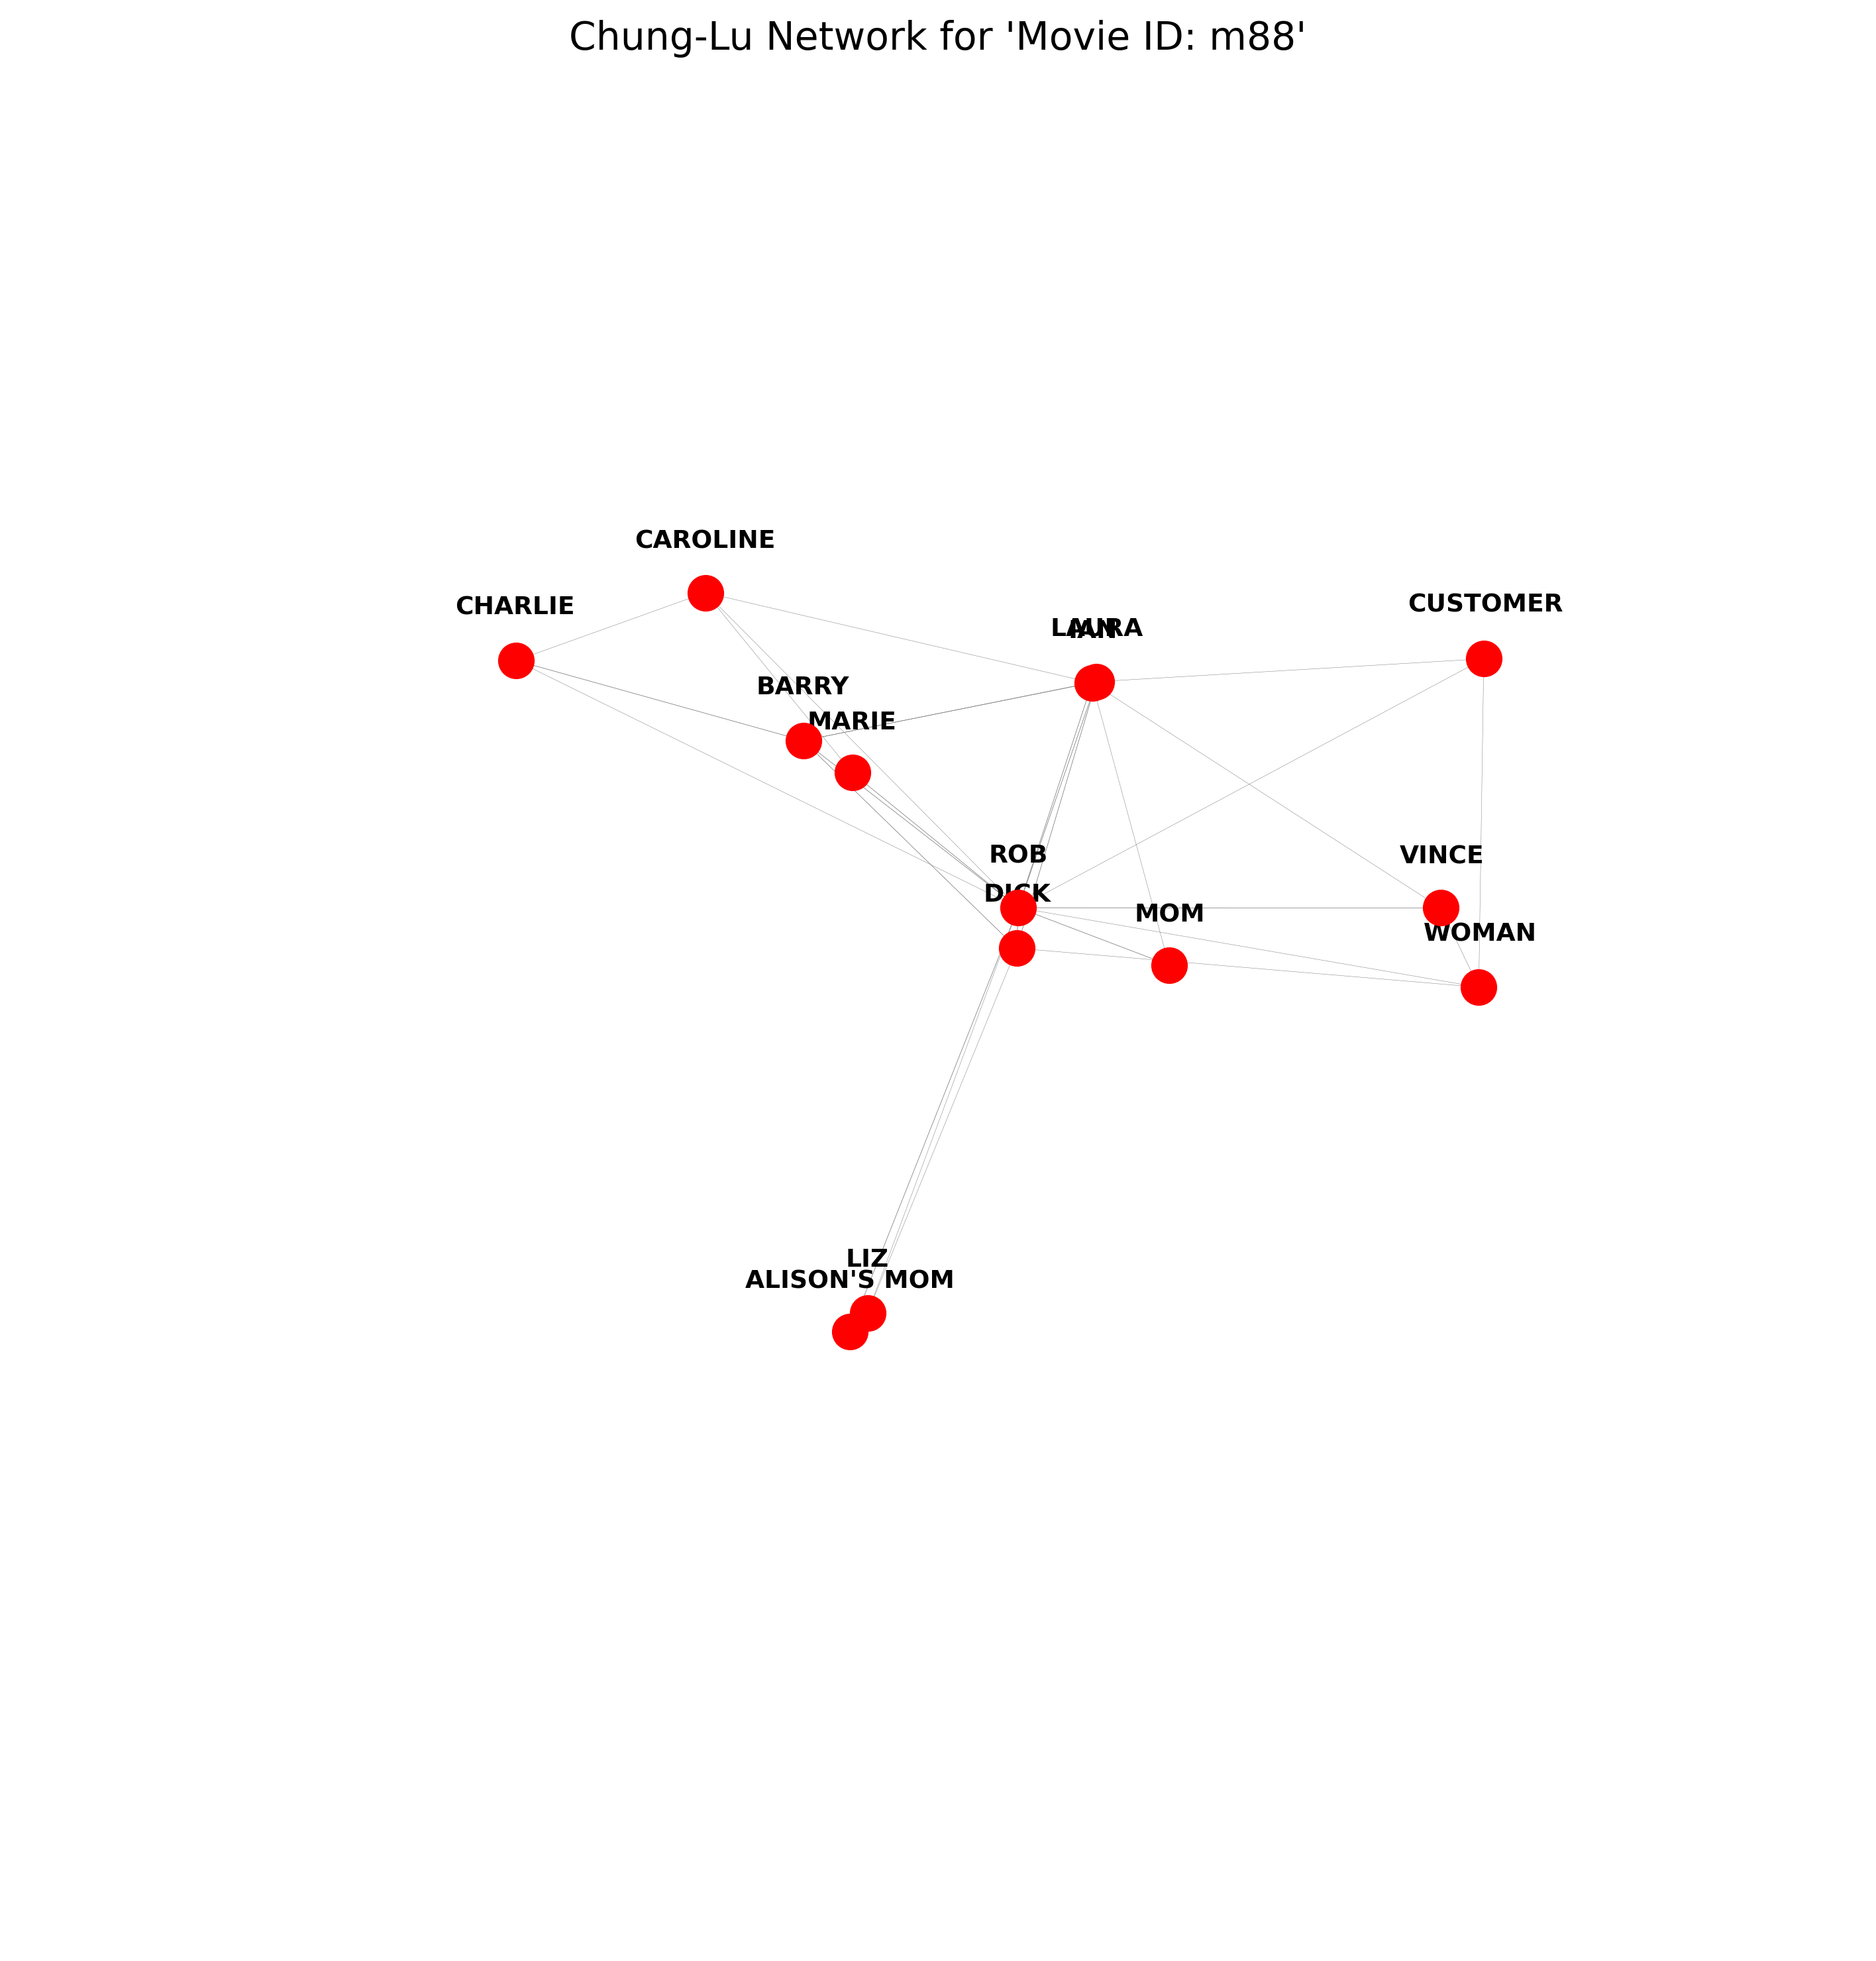 Chung-Lu Network for 'Movie ID: m88'
CAROLINE
CHARLIE
CUSTOMER
LAURA
IAN
BARRY
MARIE
ROB
VINCE
DICK
MOM
WOMAN
LIZ
ALISON'S MOM